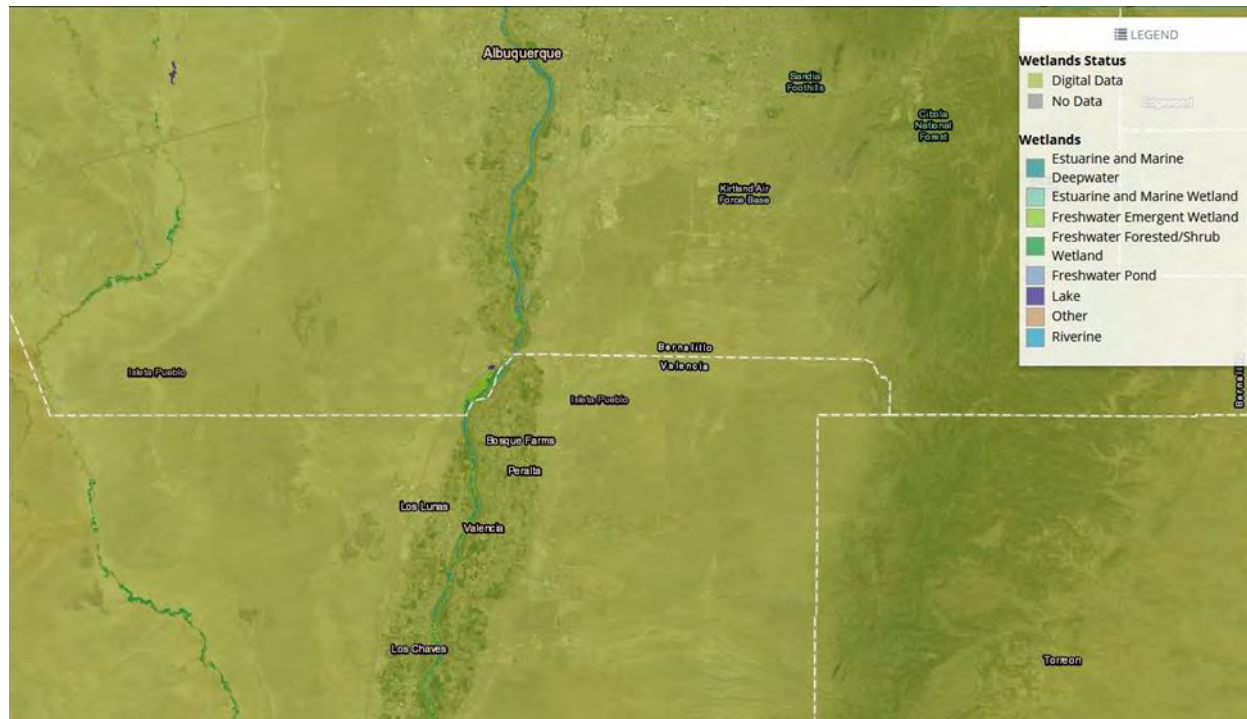 Albuquerque
Sandia
Foothills
Cibola
National
Forest
Kirtland Air
Force Base
Bernalillo
Valencia
Isleta Pueblo
Isleta Pueblo
Bosque Farms
Peralta
Los Lunas
Valencia
Los Chaves
Torreon
LEGEND
Wetlands Status
Digital Data
No Data
Edgewood
Wetlands
Estuarine and Marine
Deepwater
Estuarine and Marine Wetland
Freshwater Emergent Wetland
Freshwater Forested/Shrub
Wetland
Freshwater Pond
Lake
Other
Riverine
Bernalillo